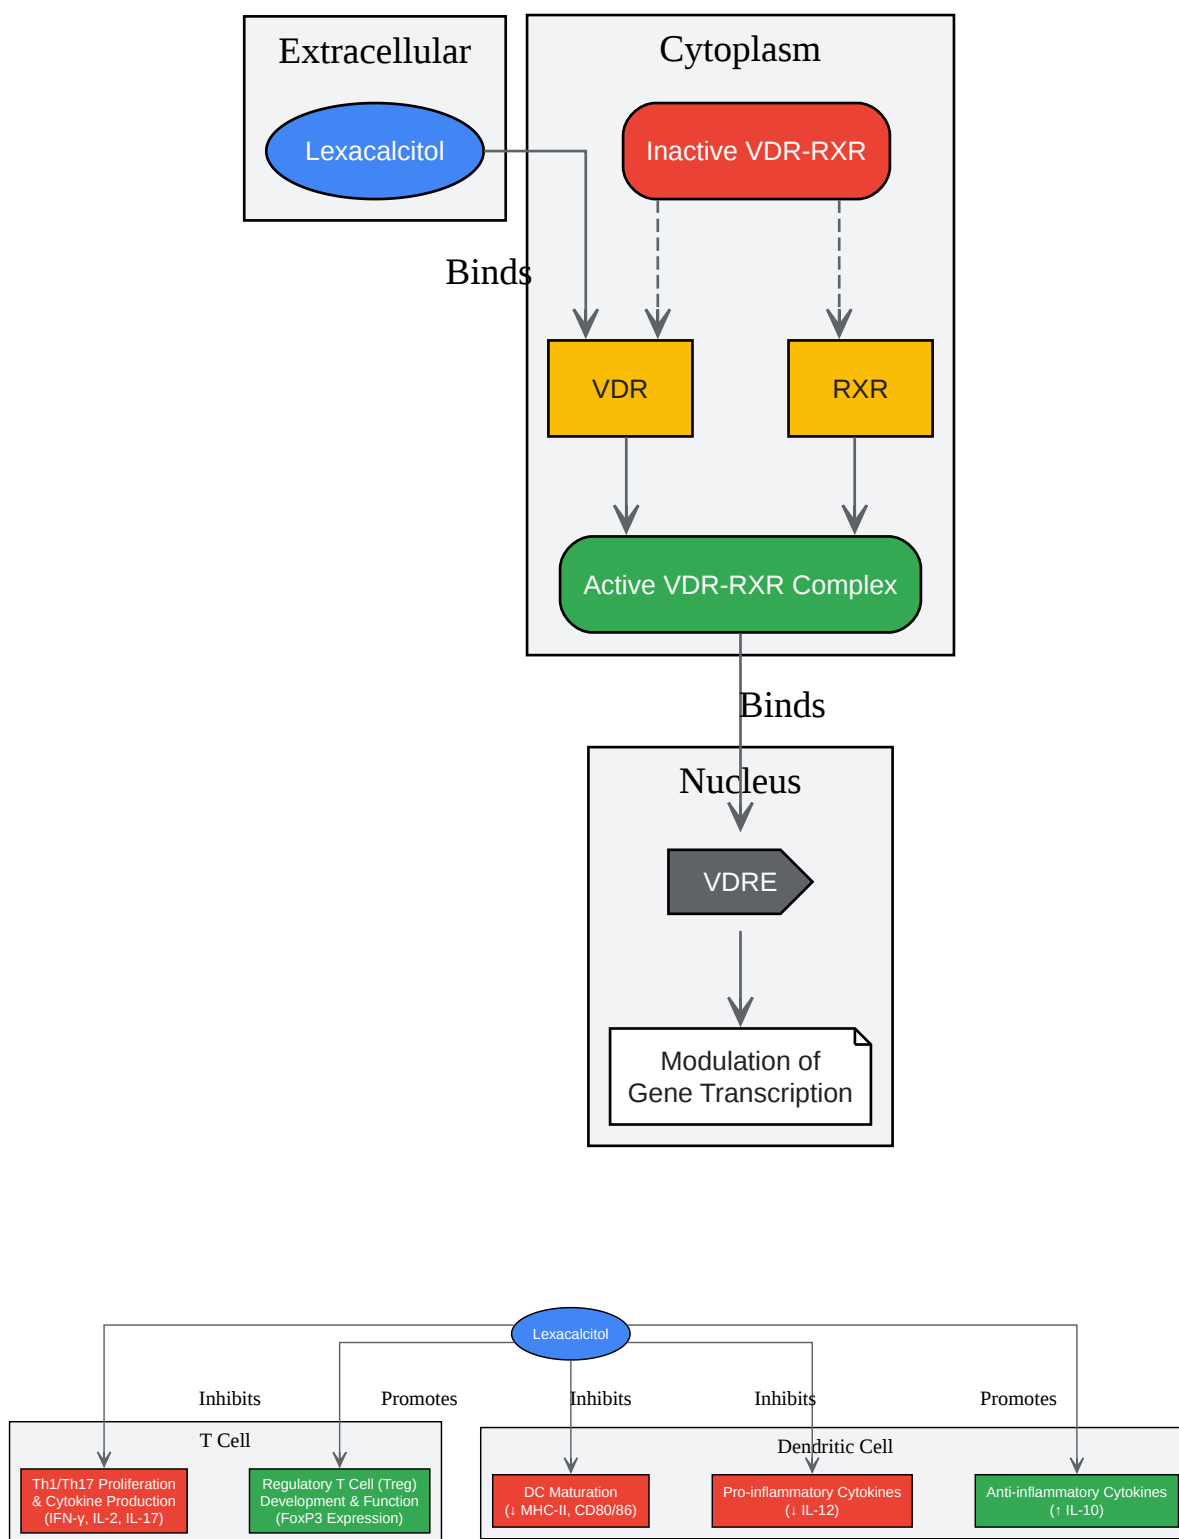 Extracellular
Cytoplasm
Lexacalcitol
Inactive VDR-RXR
Binds
VDR
RXR
Active VDR-RXR Complex
Binds
Nucleus
VDRE
Modulation of
Gene Transcription
Lexacalcitol
Inhibits
Promotes
Inhibits
Inhibits
Promotes
T Cell
Dendritic Cell
Th1/Th17 Proliferation
& Cytokine Production
(IFN-γ, IL-2, IL-17)
Regulatory T Cell (Treg)
Development & Function
(FoxP3 Expression)
DC Maturation
(↓ MHC-II, CD80/86)
Pro-inflammatory Cytokines
(↓ IL-12)
Anti-inflammatory Cytokines
(↑ IL-10)